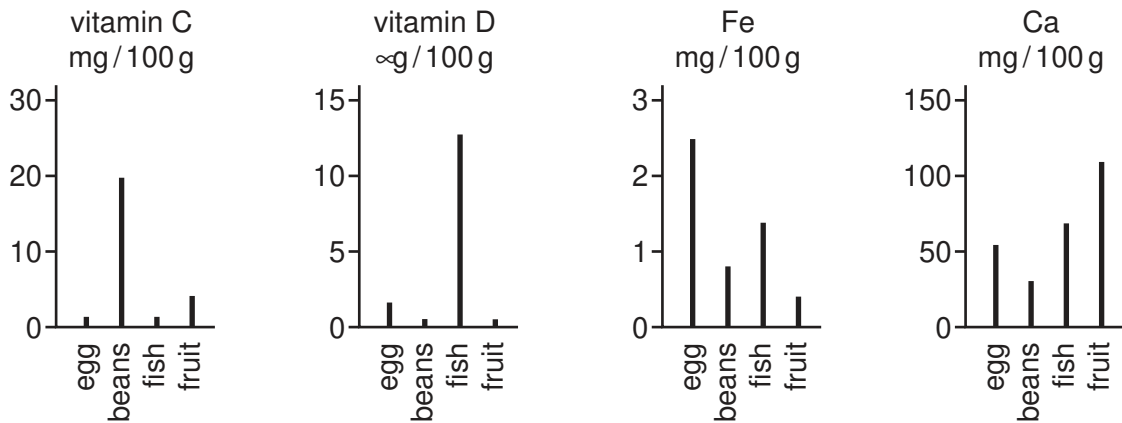 vitamin C
mg / 100 g
30
20
10
0
egg
beans
fish
fruit
vitamin D
∝g / 100 g
15
10
5
0
egg
beans
fish
fruit
Fe
mg / 100 g
3
2
1
0
egg
beans
fish
fruit
Ca
mg / 100 g
150
100
50
0
egg
beans
fish
fruit